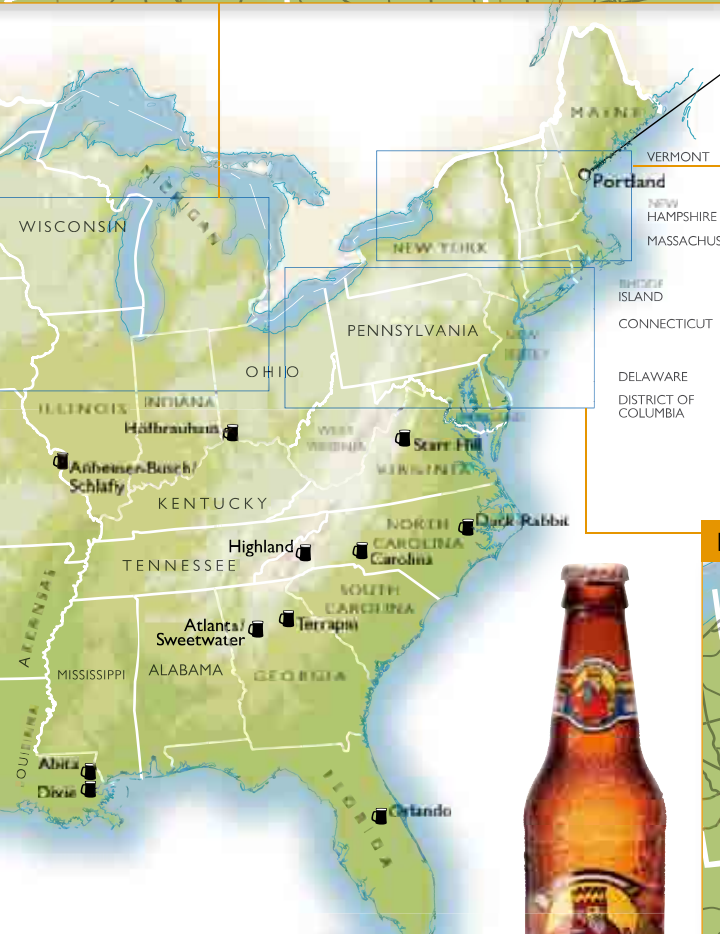 MAINE
VERMONT
Portland
NEW
HAMPSHIRE
MICHIGAN
WISCONSIN
MASSACHUS
NEW YORK
RHODE
ISLAND
CONNECTICUT
PENNSYLVANIA
NEW
JERSEY
OHIO
DELAWARE
DISTRICT OF
COLUMBIA
ILLINOIS
INDIANA
Hofbrauhaus
WEST
VIRGINIA
Starr Hill
Anheuser-Busch/
Schlafly
VIRGINIA
KENTUCKY
Duck-Rabbit
NORTH
CAROLINA
Highland
Carolina
TENNESSEE
ARKANSAS
SOUTH
CAROLINA
Atlanta/
Sweetwater
Terrapin
MISSISSIPPI
ALABAMA
GEORGIA
LOUISIANA
Abita
Dixie
FLORIDA
Orlando